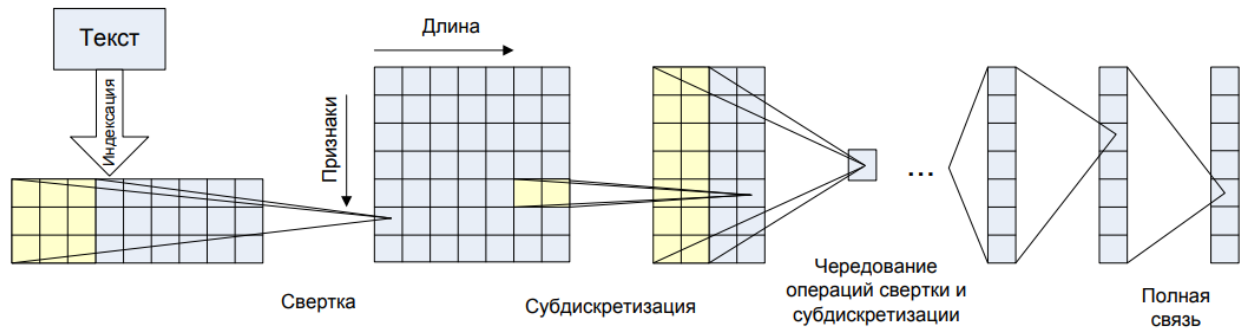 Текст
Индексация
Длина
Признаки
Свертка
Субдискретизация
...
Чередование
операций свертки и
субдискретизации
Полная
связь